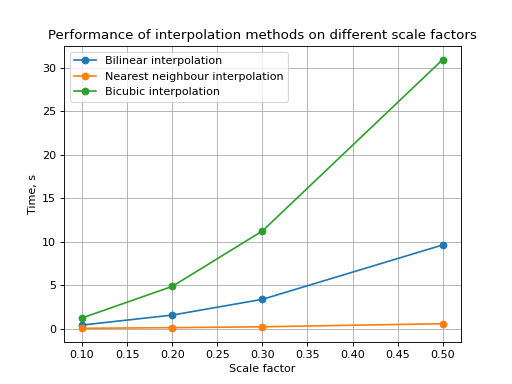 Performance of interpolation methods on different scale factors
Bilinear interpolation
Nearest neighbour interpolation
Bicubic interpolation
Time, s
30
25
20
15
10
5
0
0.10 0.15 0.20 0.25 0.30 0.35 0.40 0.45 0.50
Scale factor